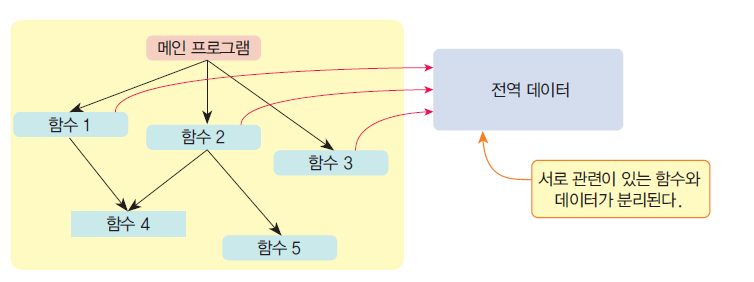 메인 프로그램
함수 1
함수 2
함수 3
함수 4
함수 5
전역 데이터
서로 관련이 있는 함수와
데이터가 분리된다.